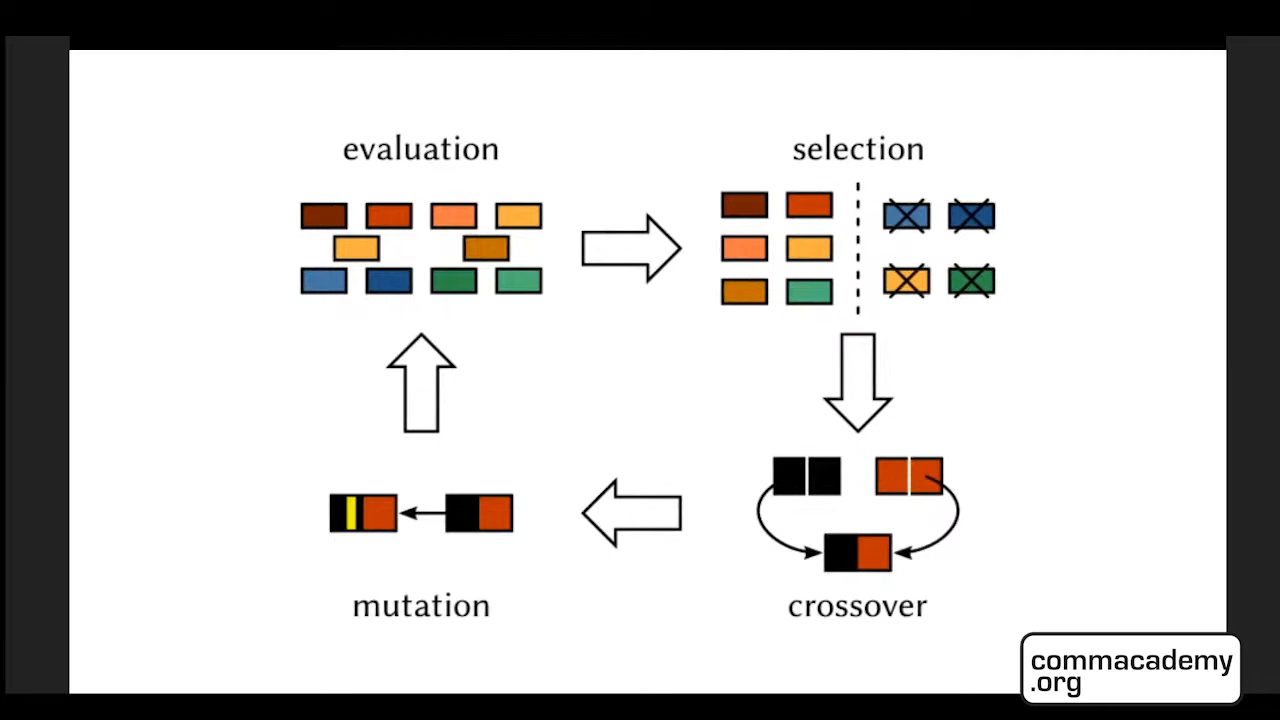 evaluation
selection
mutation
crossover
commacademy
.org